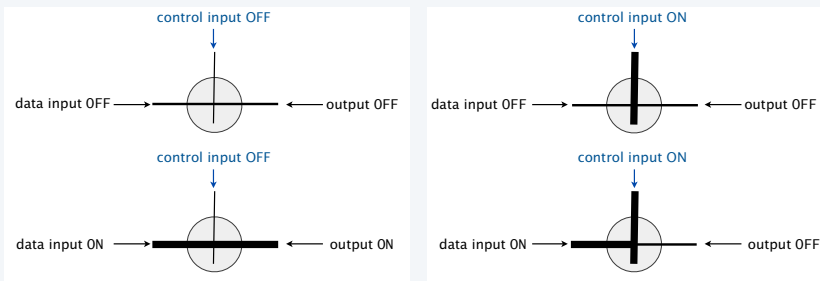 control input OFF
data input OFF
output OFF
control input OFF
data input ON
output ON
control input ON
data input OFF
output OFF
control input ON
data input ON
output OFF